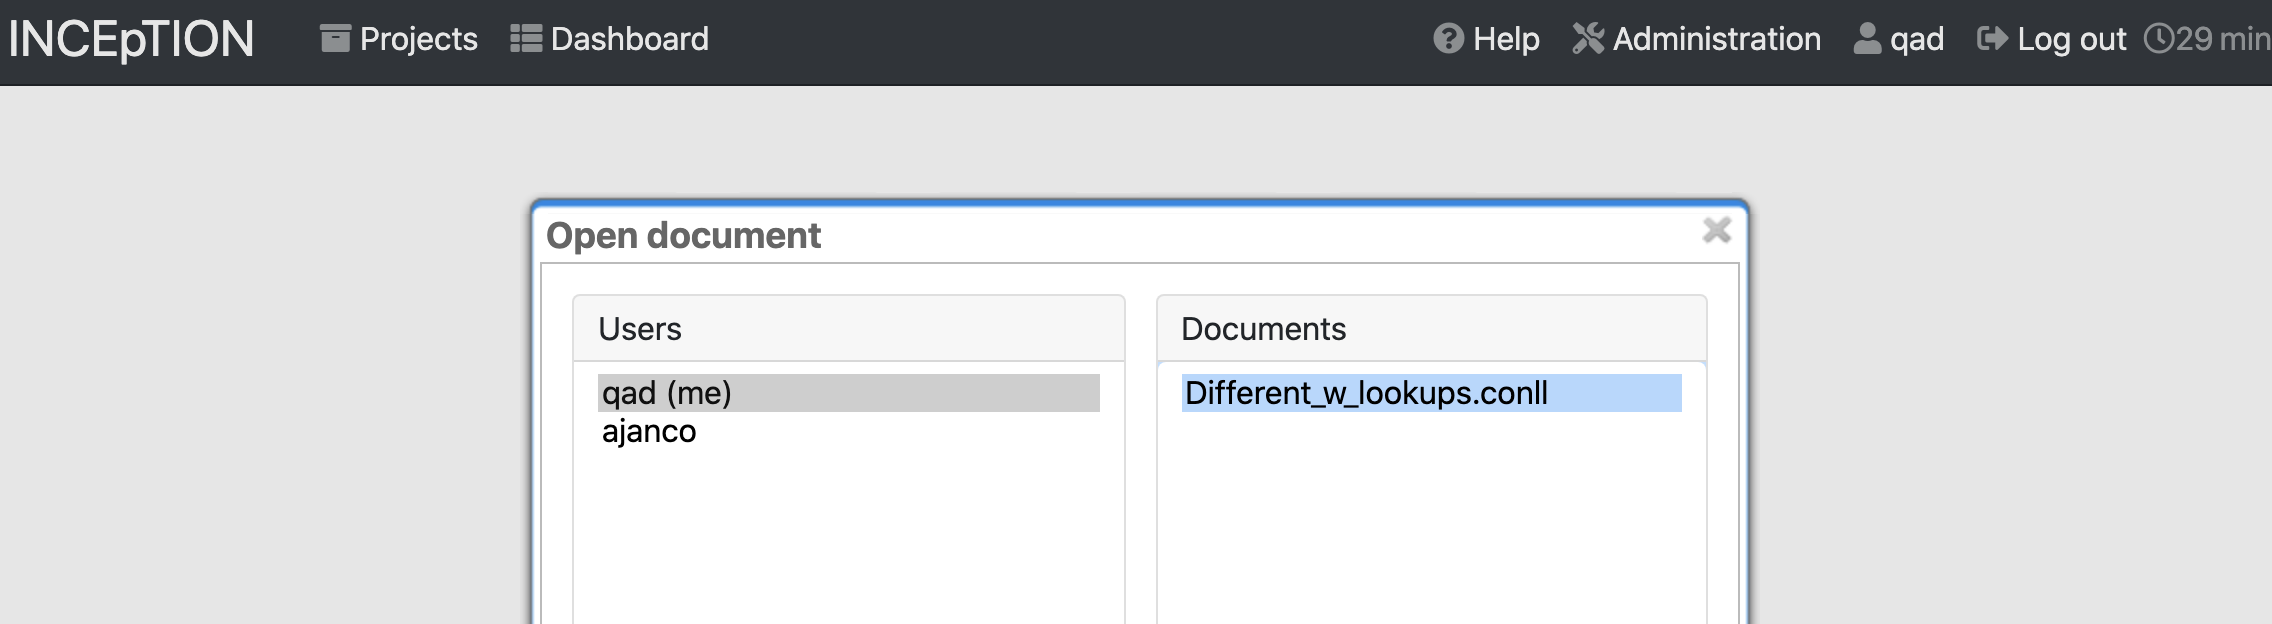 INCEpTION Projects Dashboard Help Administration qad Log out 29 min
Open document
Users
qad (me)
ajanco
Documents
Different_w_lookups.conll